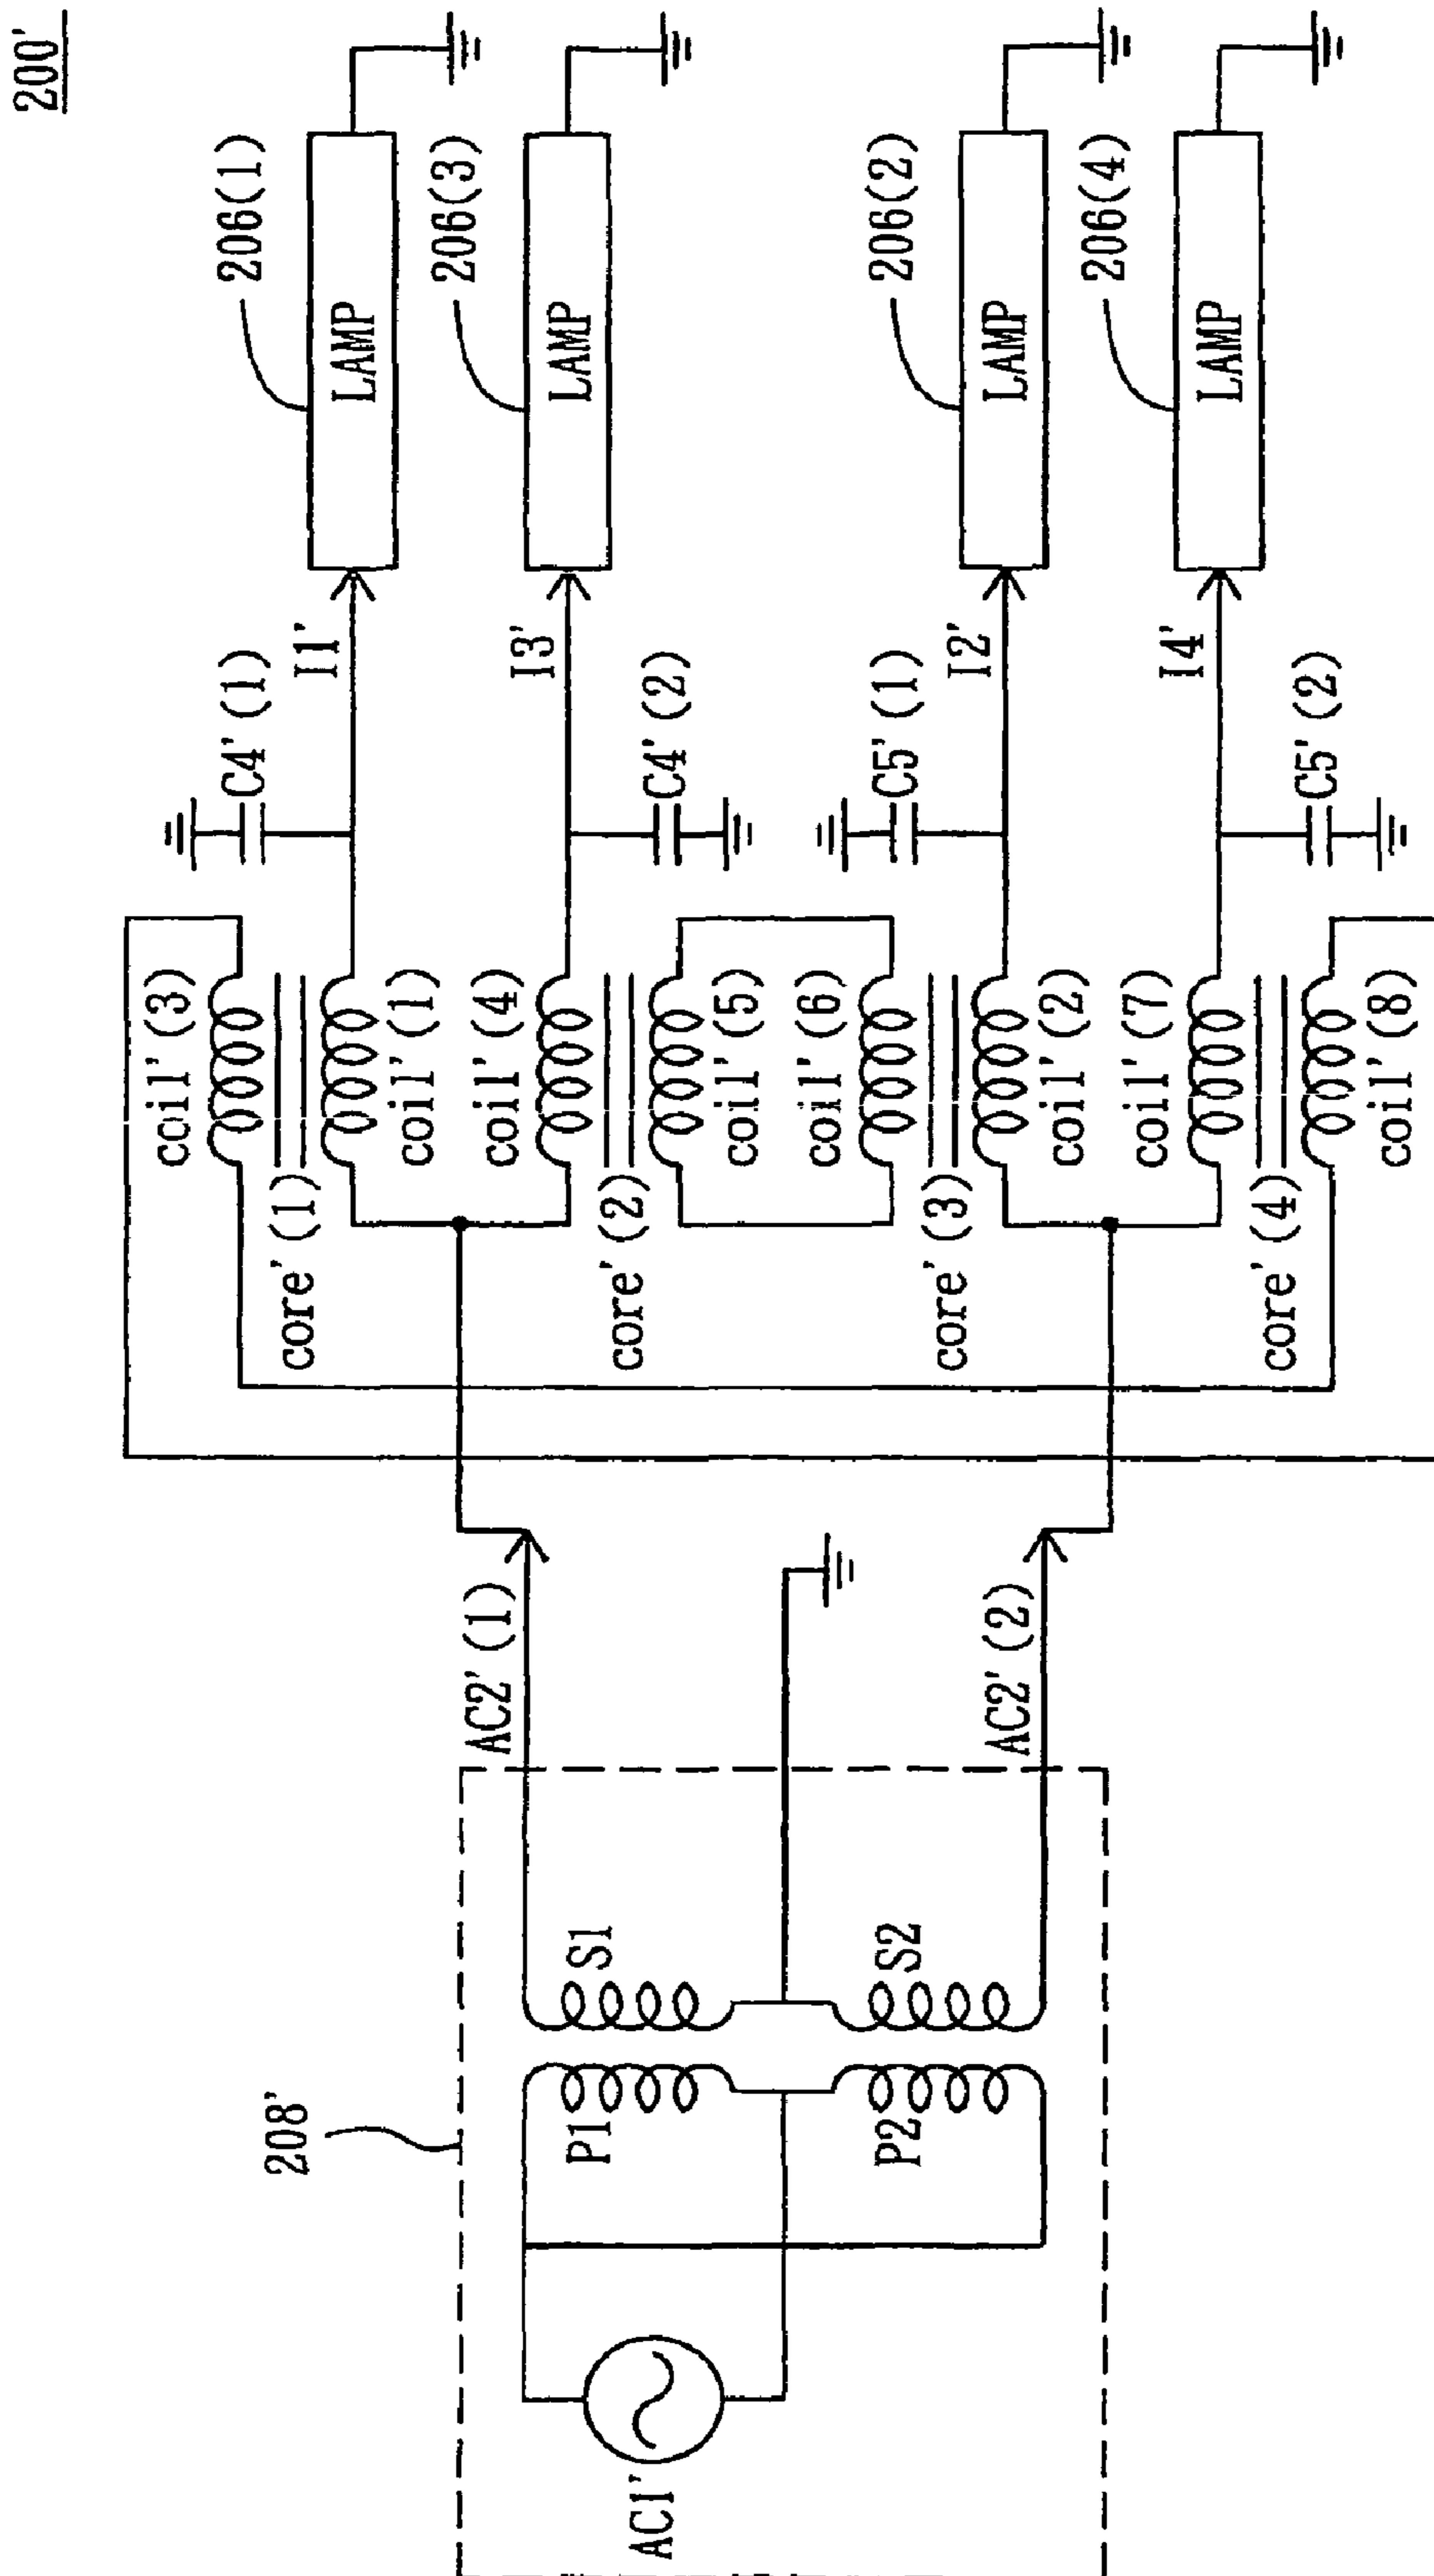 200'
208'
AC1'
P1
P2
S1
S2
AC2' (1)
AC2' (2)
coil' (3)
core' (1)
coil' (1)
coil' (4)
core' (2)
coil' (5)
coil' (6)
core' (3)
coil' (2)
coil' (7)
core' (4)
coil' (8)
C4' (1)
I1'
I3'
C4' (2)
C5' (1)
I2'
I4'
C5' (2)
206(1)
LAMP
206(3)
LAMP
206(2)
LAMP
206(4)
LAMP